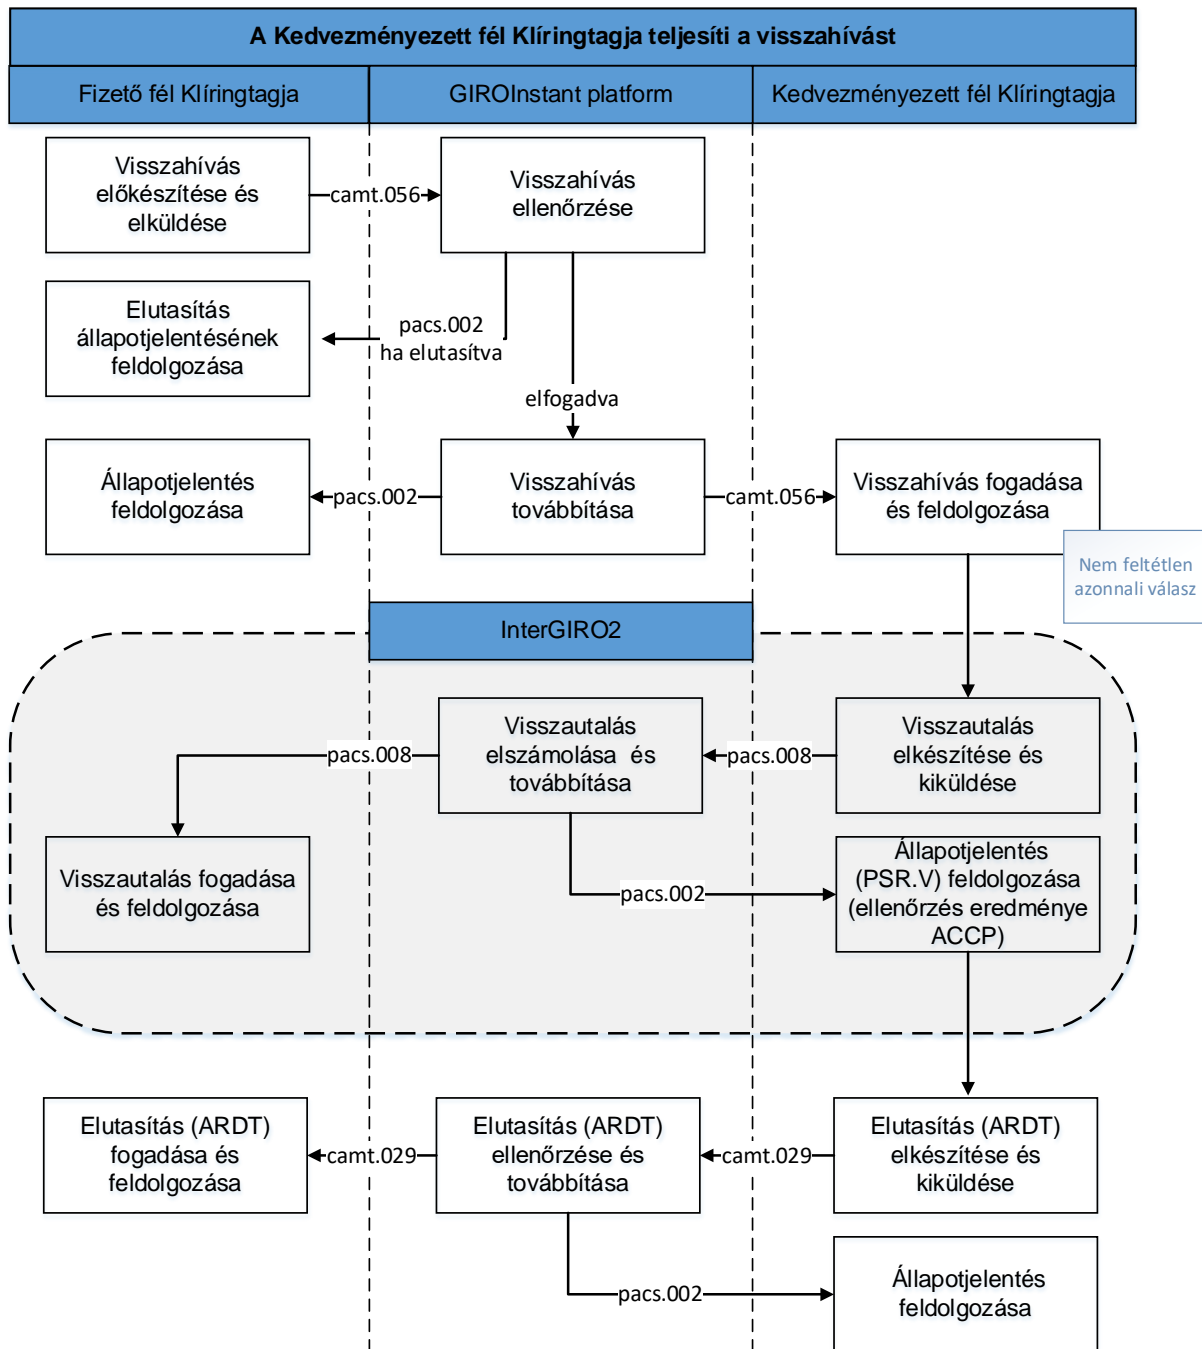 A Kedvezményezett fél Klíringtagja teljesíti a visszahívást
Fizető fél Klíringtagja
GIROInstant platform
Kedvezményezett fél Klíringtagja
Visszahívás
előkészítése és
elküldése
camt.056
Visszahívás
ellenőrzése
Elutasítás
állapotjelentésének
feldolgozása
pacs.002
ha elutasítva
elfogadva
Állapotjelentés
feldolgozása
pacs.002
Visszahívás
továbbítása
camt.056
Visszahívás fogadása
és feldolgozása
Nem feltétlen
azonnali válasz
InterGIRO2
pacs.008
Visszautalás
elszámolása és
továbbítása
pacs.008
Visszautalás
elkészítése és
kiküldése
Visszautalás fogadása
és feldolgozása
pacs.002
Állapotjelentés
(PSR.V) feldolgozása
(ellenőrzés eredménye
ACCP)
Elutasítás (ARDT)
fogadása és
feldolgozása
camt.029
Elutasítás (ARDT)
ellenőrzése és
továbbítása
camt.029
Elutasítás (ARDT)
elkészítése és
kiküldése
pacs.002
Állapotjelentés
feldolgozása